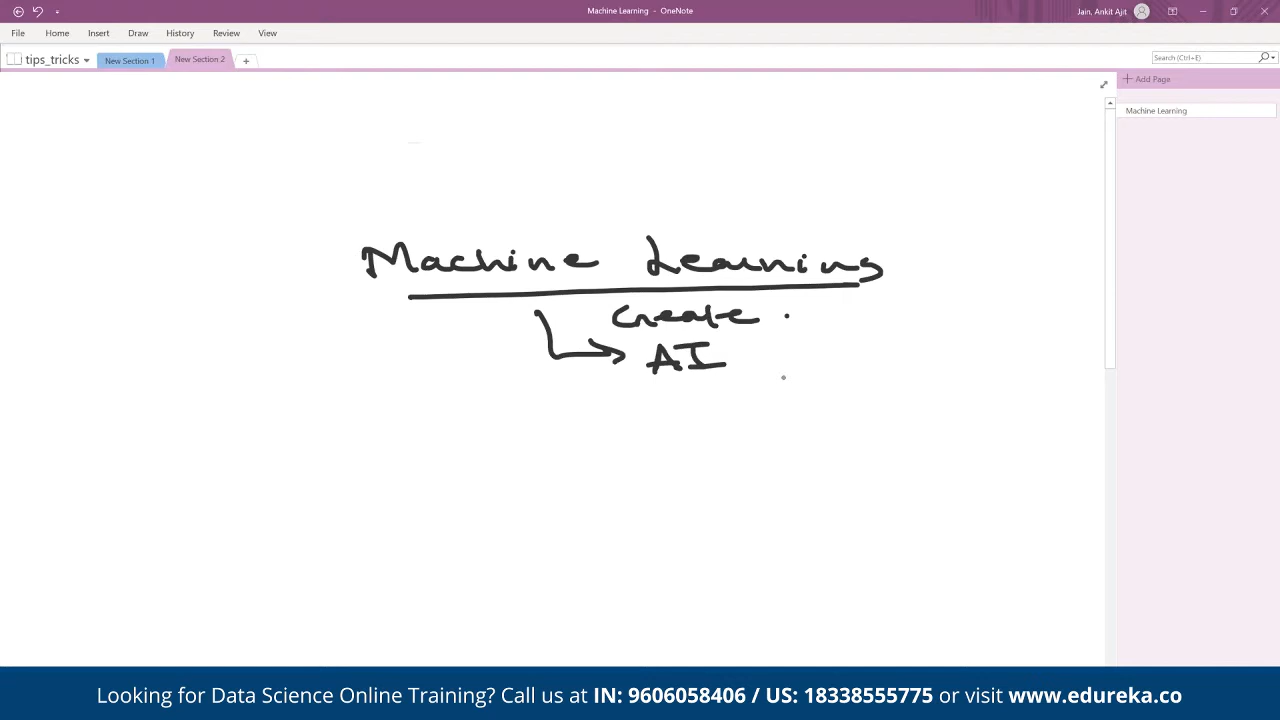 Machine Learning - OneNote
Jain, Ankit Ajit
File Home Insert Draw History Review View
tips_tricks New Section 1 New Section 2 +
Search (Ctrl+E)
Add Page
Machine Learning
Machine Learning
Create .
AI
Looking for Data Science Online Training? Call us at IN: 9606058406 / US: 18338555775 or visit www.edureka.co